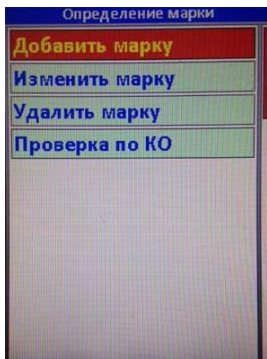 Определение марки
Добавить марку
Изменить марку
Удалить марку
Проверка по КО